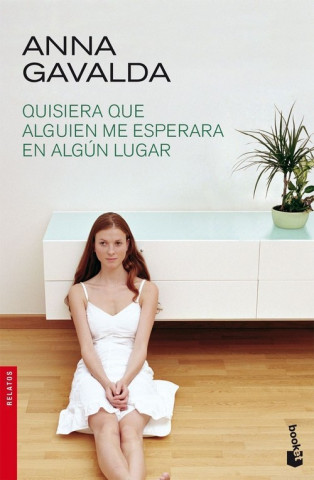 ANNA
GAVALDA
QUISIERA QUE
ALGUIEN ME ESPERARA
EN ALGÚN LUGAR
RELATOS
booket